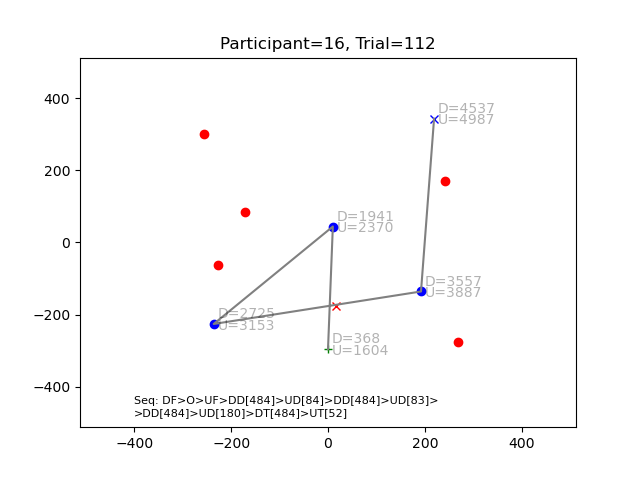 Participant=16, Trial=112
400
200
0
−200
−400
−400
−200
0
200
400
D=4537
U=4987
D=1941
U=2370
D=3557
U=3887
D=2725
U=3153
D=368
U=1604
Seq: DF>O>UF>DD[484]>UD[84]>DD[484]>UD[83]>
>DD[484]>UD[180]>DT[484]>UT[52]